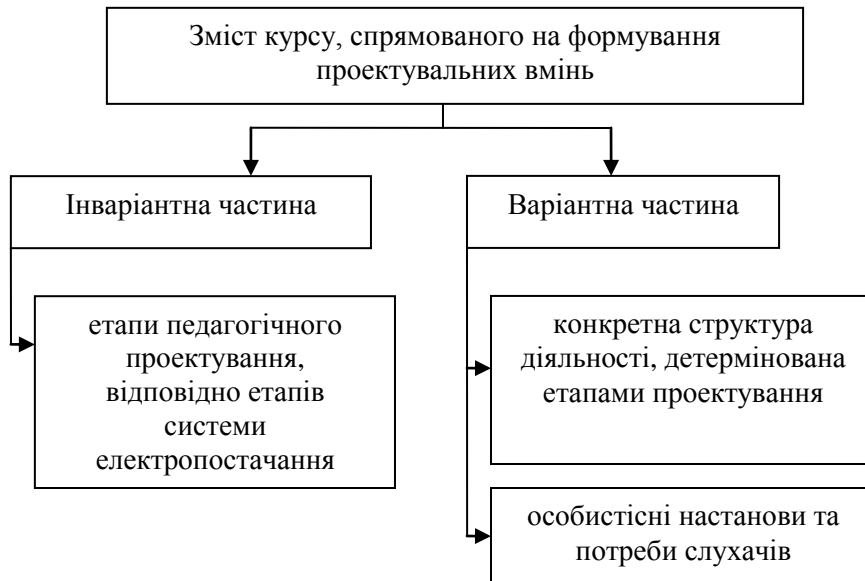 Зміст курсу, спрямованого на формування
проектувальних вмінь
Інваріантна частина
Варіантна частина
етапи педагогічного
проектування,
відповідно етапів
системи
електропостачання
конкретна структура
діяльності, детермінована
етапами проектування
особистісні настанови та
потреби слухачів